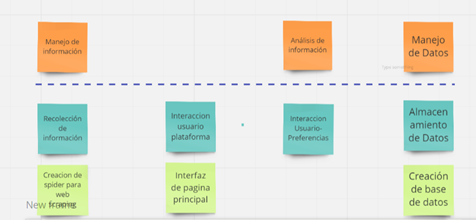 Manejo de
información
Análisis de
información
Manejo
de Datos
Recolección
de
información
Interaccion
usuario
plataforma
Interaccion
Usuario-
Preferencias
Almacen
amiento
de Datos
Creacion de
spider para
web
scraping
New frame
Interfaz
de pagina
principal
Creación
de base
de datos